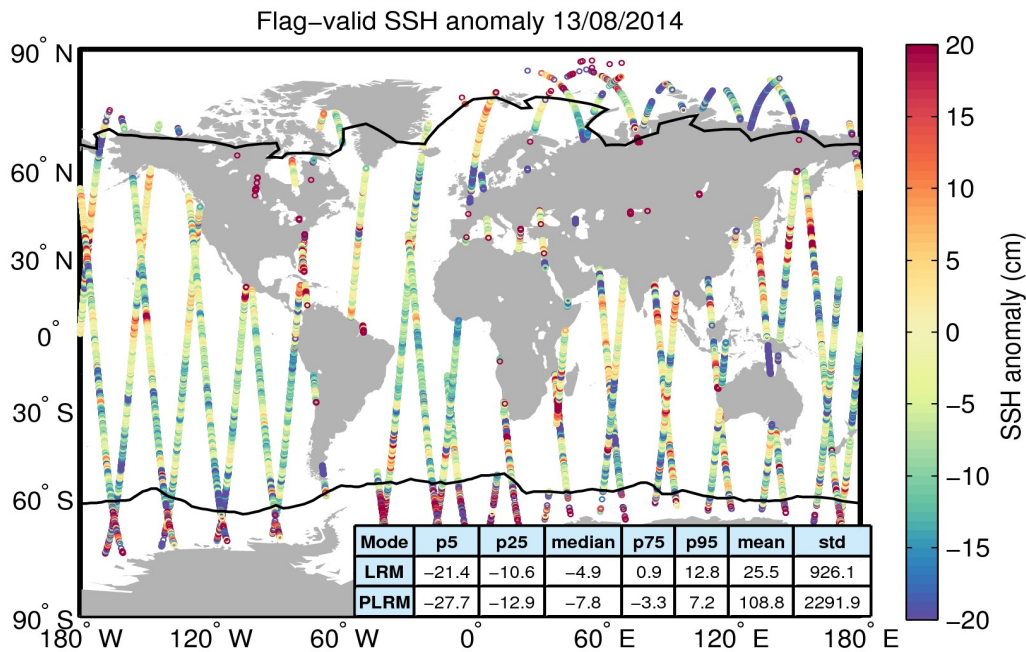 Flag−valid SSH anomaly 13/08/2014
90° N
60° N
30° N
0°
30° S
60° S
90° S
180° W 120° W 60° W 0° 60° E 120° E 180° E
Mode p5 p25 median p75 p95 mean std
LRM −21.4 −10.6 −4.9 0.9 12.8 25.5 926.1
PLRM −27.7 −12.9 −7.8 −3.3 7.2 108.8 2291.9
20
15
10
5
0
−5
−10
−15
−20
SSH anomaly (cm)